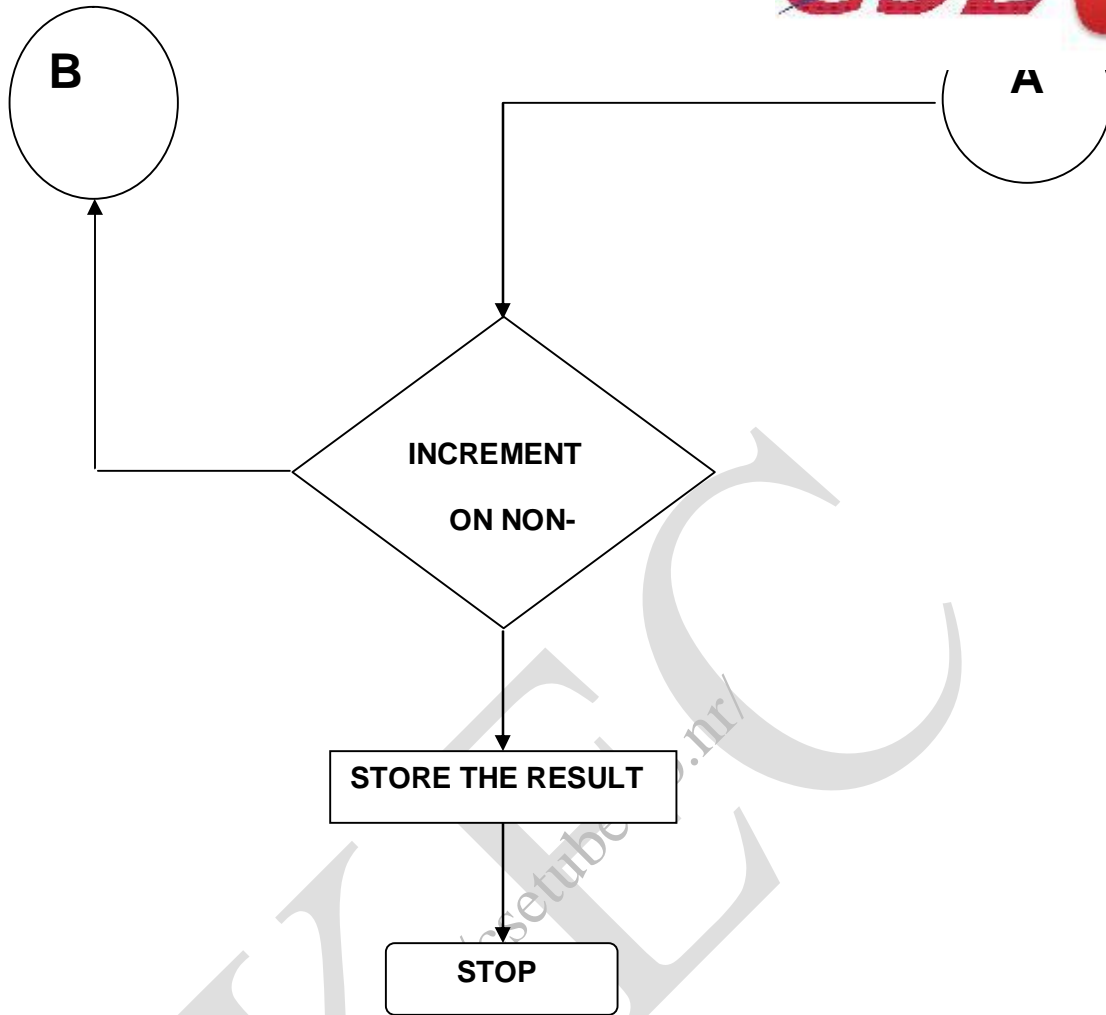 B
A
INCREMENT
ON NON-
STORE THE RESULT
STOP